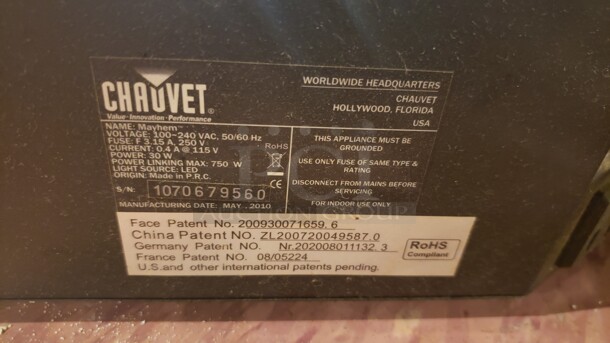 CHAUVET®
Value-Innovation-Performance
NAME: Mayhem™
VOLTAGE: 100-240 VAC, 50/60 Hz
FUSE: F 3.15 A, 250 V
CURRENT: 0.4 A @ 115 V
POWER: 30 W
POWER LINKING MAX: 750 W
LIGHT SOURCE: LED
ORIGIN: Made in P.R.C.
S/N: 1070679560
MANUFACTURING DATE: MAY, 2010
RoHS
CE
WORLDWIDE HEADQUARTERS
CHAUVET
HOLLYWOOD, FLORIDA
USA
THIS APPLIANCE MUST BE
GROUNDED
USE ONLY FUSE OF SAME TYPE &
RATING
DISCONNECT FROM MAINS BEFORE
SERVICING
FOR INDOOR USE ONLY
Face Patent No. 200930071659. 6
China Patent NO. ZL200720049587.0
Germany Patent NO. Nr.202008011132. 3
France Patent NO. 08/05224
U.S.and other international patents pending.
RoHS
Compliant